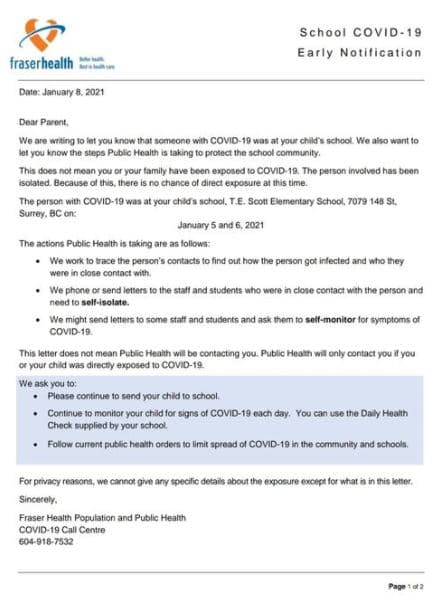 School COVID-19
Early Notification
fraserhealth
Better health.
Best in health care.
Date: January 8, 2021
Dear Parent,
We are writing to let you know that someone with COVID-19 was at your child's school. We also want to
let you know the steps Public Health is taking to protect the school community.
This does not mean you or your family have been exposed to COVID-19. The person involved has been
isolated. Because of this, there is no chance of direct exposure at this time.
The person with COVID-19 was at your child's school, T.E. Scott Elementary School, 7079 148 St,
Surrey, BC on:
January 5 and 6, 2021
The actions Public Health is taking are as follows:
• We work to trace the person's contacts to find out how the person got infected and who they
were in close contact with.
• We phone or send letters to the staff and students who were in close contact with the person and
need to self-isolate.
• We might send letters to some staff and students and ask them to self-monitor for symptoms of
COVID-19.
This letter does not mean Public Health will be contacting you. Public Health will only contact you if you
or your child was directly exposed to COVID-19.
We ask you to:
• Please continue to send your child to school.
• Continue to monitor your child for signs of COVID-19 each day. You can use the Daily Health
Check supplied by your school.
• Follow current public health orders to limit spread of COVID-19 in the community and schools.
For privacy reasons, we cannot give any specific details about the exposure except for what is in this letter.
Sincerely,
Fraser Health Population and Public Health
COVID-19 Call Centre
604-918-7532
Page 1 of 2